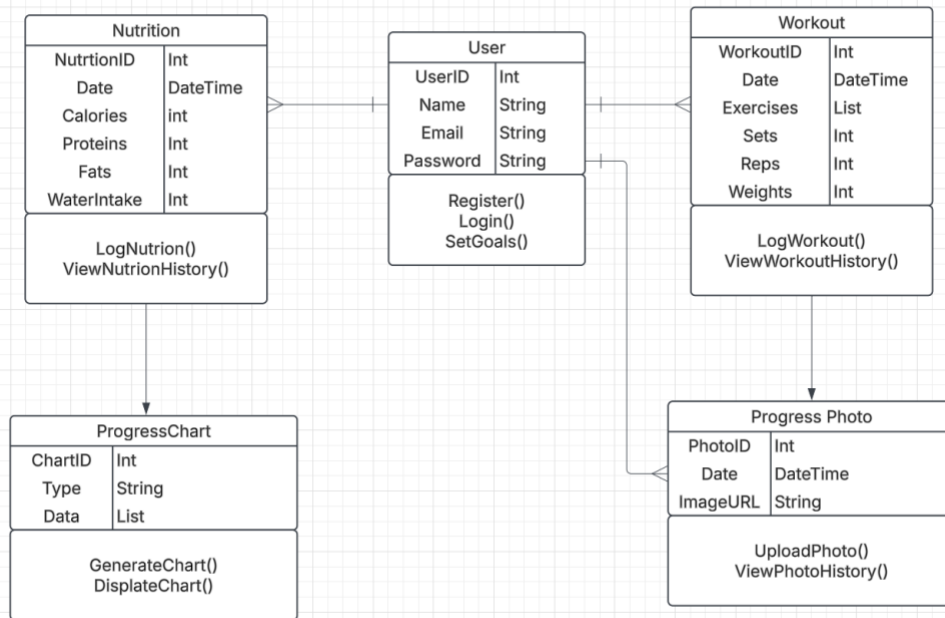 Nutrition
NutrtionID Int
Date DateTime
Calories int
Proteins Int
Fats Int
WaterIntake Int
LogNutrion()
ViewNutrionHistory()
User
UserID Int
Name String
Email String
Password String
Register()
Login()
SetGoals()
Workout
WorkoutID Int
Date DateTime
Exercises List
Sets Int
Reps Int
Weights Int
LogWorkout()
ViewWorkoutHistory()
ProgressChart
ChartID Int
Type String
Data List
GenerateChart()
DisplateChart()
Progress Photo
PhotoID Int
Date DateTime
ImageURL String
UploadPhoto()
ViewPhotoHistory()